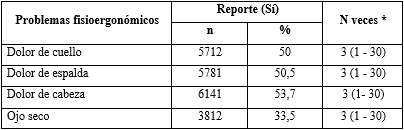 Problemas fisioergonómicos Reporte (Sí) N veces *
n %
Dolor de cuello 5712 50 3 (1 - 30)
Dolor de espalda 5781 50,5 3 (1 - 30)
Dolor de cabeza 6141 53,7 3 (1- 30)
Ojo seco 3812 33,5 3 (1 - 30)